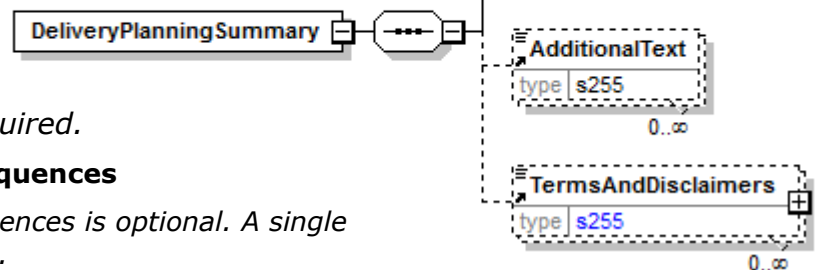 DeliveryPlanningSummary
AdditionalText
type s255
0..∞
TermsAndDisclaimers
type s255
0..∞
uired.
quences
ences is optional. A single